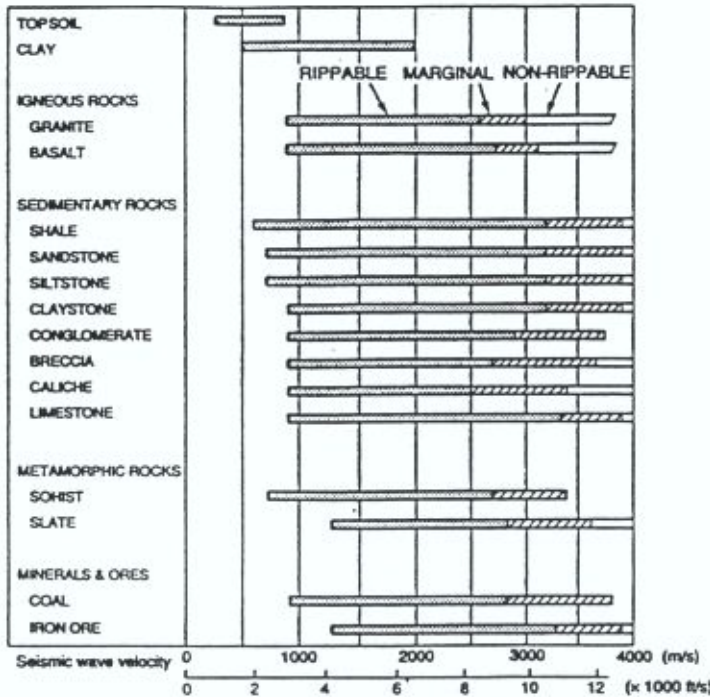 TOPSOIL
CLAY
RIPPABLE MARGINAL NON-RIPPABLE
IGNEOUS ROCKS
GRANITE
BASALT
SEDIMENTARY ROCKS
SHALE
SANDSTONE
SILTSTONE
CLAYSTONE
CONGLOMERATE
BRECCIA
CALICHE
LIMESTONE
METAMORPHIC ROCKS
SOHIST
SLATE
MINERALS & ORES
COAL
IRON ORE
Seismic wave velocity 0 1000 2000 3000 4000 (m/s)
0 2 4 6 8 10 12 (x 1000 ft/s)